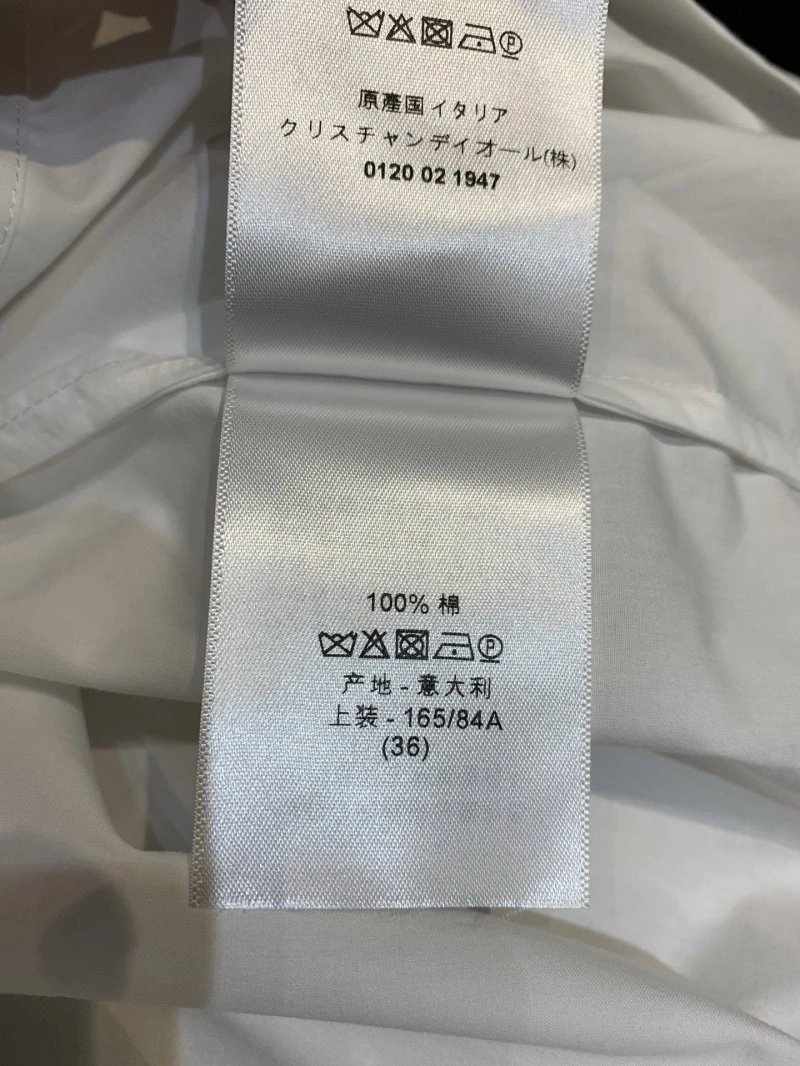 原産国イタリア
クリスチャンデイオール(株)
0120 02 1947
100% 棉
产地 - 意大利
上装 - 165/84A
(36)